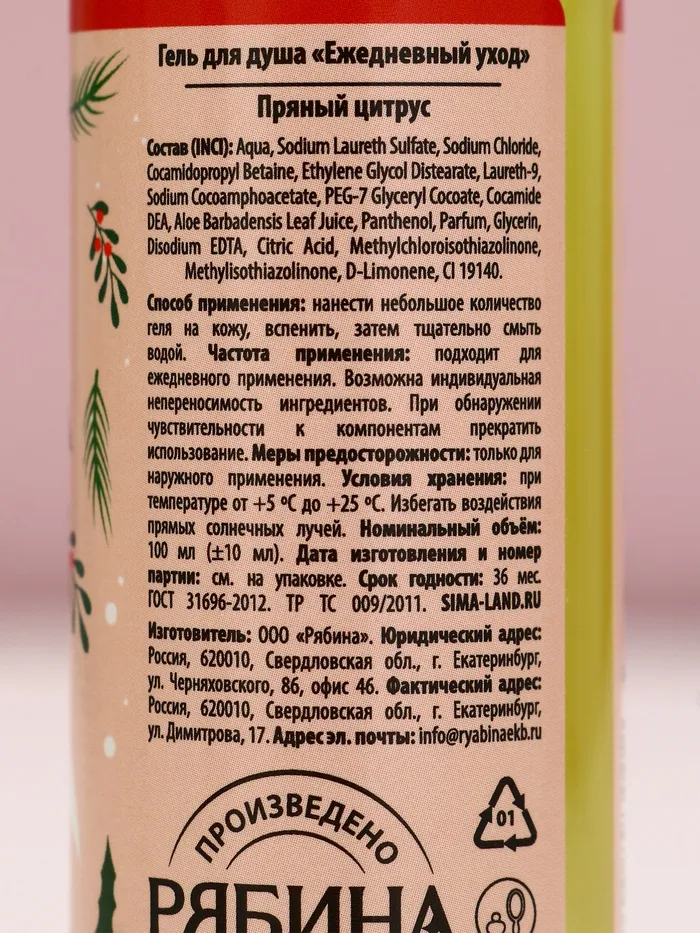 Гель для душа «Ежедневный уход»
Пряный цитрус
Состав (INCI): Aqua, Sodium Laureth Sulfate, Sodium Chloride,
Cocamidopropyl Betaine, Ethylene Glycol Distearate, Laureth-9,
Sodium Cocoamphoacetate, PEG-7 Glyceryl Cocoate, Cocamide
DEA, Aloe Barbadensis Leaf Juice, Panthenol, Parfum, Glycerin,
Disodium EDTA, Citric Acid, Methylchloroisothiazolinone,
Methylisothiazolinone, D-Limonene, CI 19140.
Способ применения: нанести небольшое количество
геля на кожу, вспенить, затем тщательно смыть
водой. Частота применения: подходит для
ежедневного применения. Возможна индивидуальная
непереносимость ингредиентов. При обнаружении
чувствительности к компонентам прекратить
использование. Меры предосторожности: только для
наружного применения. Условия хранения: при
температуре от +5 ºС до +25 ºС. Избегать воздействия
прямых солнечных лучей. Номинальный объём:
100 мл (±10 мл). Дата изготовления и номер
партии: см. на упаковке. Срок годности: 36 мес.
ГОСТ 31696-2012. ТР ТС 009/2011. SIMA-LAND.RU
Изготовитель: ООО «Рябина». Юридический адрес:
Россия, 620010, Свердловская обл., г. Екатеринбург,
ул. Черняховского, 86, офис 46. Фактический адрес:
Россия, 620010, Свердловская обл., г. Екатеринбург,
ул. Димитрова, 17. Адрес эл. почты: info@ryabinaekb.ru
ПРОИЗВЕДЕНО
01
РЯБИНА